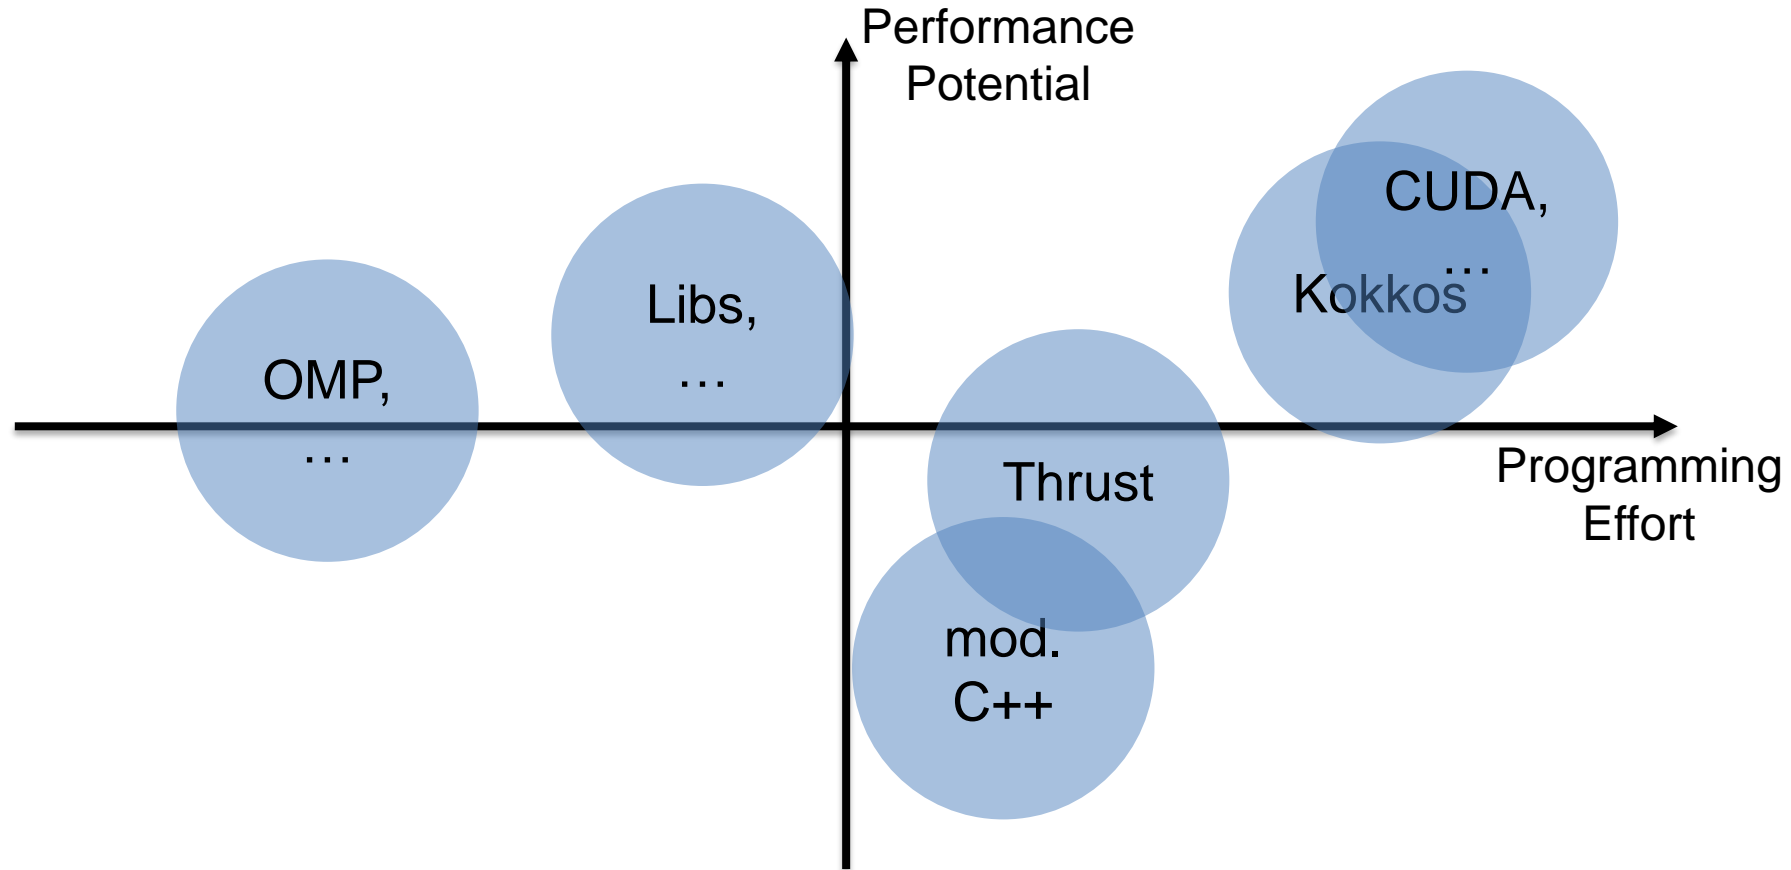 Performance
Potential
CUDA,
…
Kokkos
Libs,
…
OMP,
…
Programming
Effort
Thrust
mod.
C++